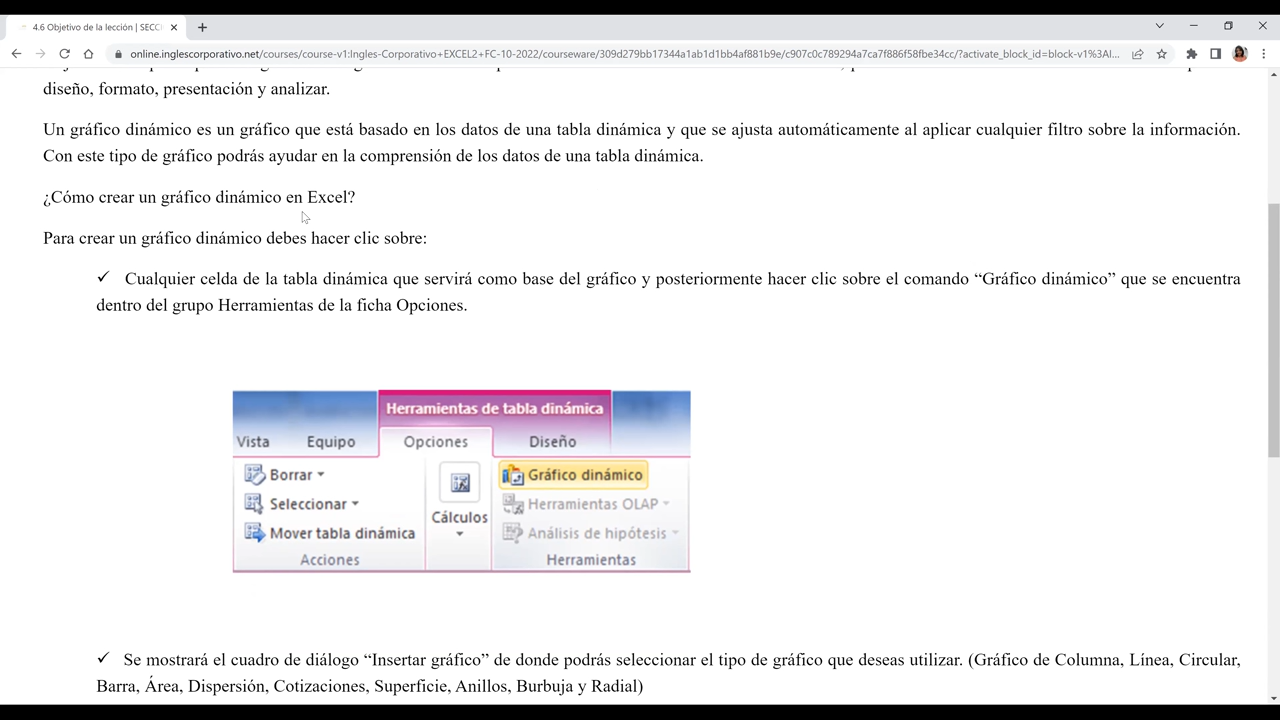 4.6 Objetivo de la lección | SECCI
online.inglescorporativo.net/courses/course-v1:Ingles-Corporativo+EXCEL2+FC-10-2022/courseware/309d279bb17344a1ab1d1bb4af881b9e/c907c0c789294a7ca7f886f58fbe34cc/?activate_block_id=block-v1%3Al...
diseño, formato, presentación y analizar.
Un gráfico dinámico es un gráfico que está basado en los datos de una tabla dinámica y que se ajusta automáticamente al aplicar cualquier filtro sobre la información.
Con este tipo de gráfico podrás ayudar en la comprensión de los datos de una tabla dinámica.
¿Cómo crear un gráfico dinámico en Excel?
Para crear un gráfico dinámico debes hacer clic sobre:
✓ Cualquier celda de la tabla dinámica que servirá como base del gráfico y posteriormente hacer clic sobre el comando “Gráfico dinámico” que se encuentra
dentro del grupo Herramientas de la ficha Opciones.
Herramientas de tabla dinámica
Vista Equipo Opciones Diseño
Borrar
Seleccionar
Mover tabla dinámica
Acciones
Cálculos
Gráfico dinámico
Herramientas OLAP
Análisis de hipótesis
Herramientas
✓ Se mostrará el cuadro de diálogo “Insertar gráfico” de donde podrás seleccionar el tipo de gráfico que deseas utilizar. (Gráfico de Columna, Línea, Circular,
Barra, Área, Dispersión, Cotizaciones, Superficie, Anillos, Burbuja y Radial)